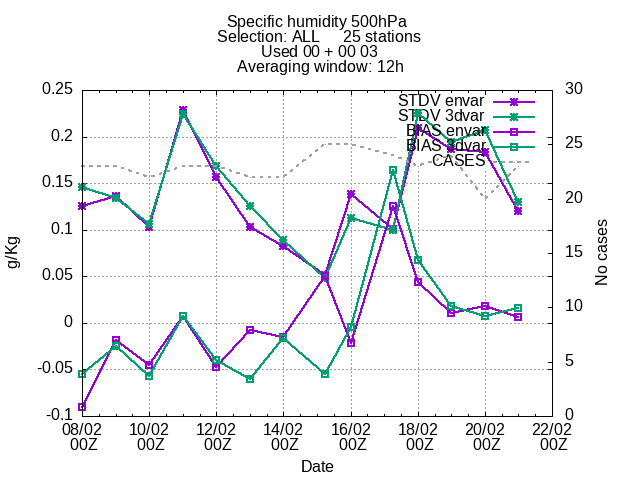 Specific humidity 500hPa
Selection: ALL 25 stations
Used 00 + 00 03
Averaging window: 12h
STDV envar
STDV 3dvar
BIAS envar
BIAS 3dvar
CASES
0.25
0.2
0.15
0.1
0.05
0
-0.05
-0.1
30
25
20
15
10
5
0
g/Kg
No cases
08/02 10/02 12/02 14/02 16/02 18/02 20/02 22/02
00Z 00Z 00Z 00Z 00Z 00Z 00Z 00Z
Date